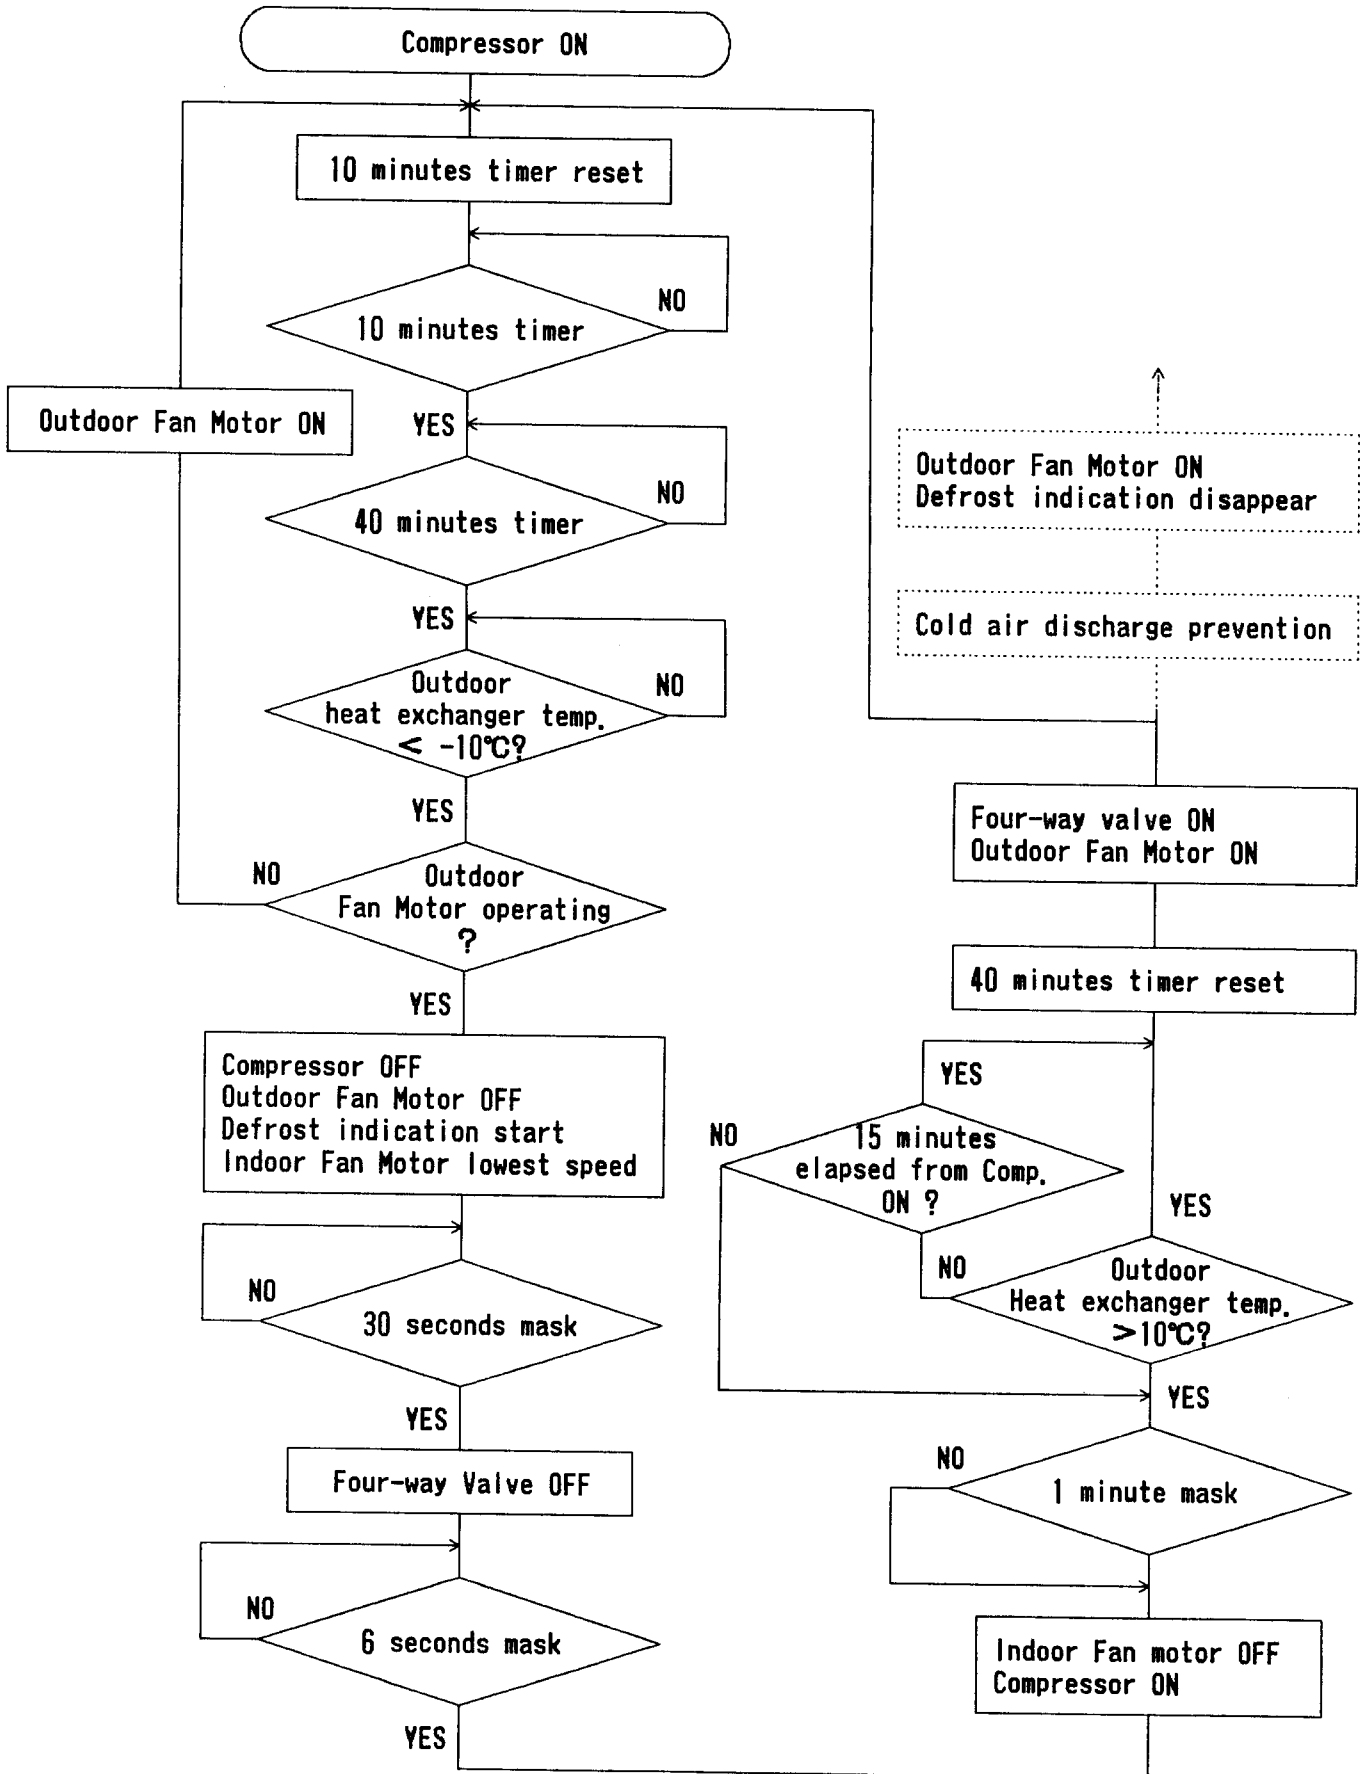 Compressor ON
10 minutes timer reset
NO
10 minutes timer
Outdoor Fan Motor ON
YES
NO
40 minutes timer
YES
Outdoor
heat exchanger temp.
< -10℃?
NO
YES
NO
Outdoor
Fan Motor operating
?
YES
Compressor OFF
Outdoor Fan Motor OFF
Defrost indication start
Indoor Fan Motor lowest speed
NO
30 seconds mask
YES
Four-way Valve OFF
NO
6 seconds mask
YES
Outdoor Fan Motor ON
Defrost indication disappear
Cold air discharge prevention
Four-way valve ON
Outdoor Fan Motor ON
40 minutes timer reset
YES
NO
15 minutes
elapsed from Comp.
ON ?
YES
NO
Outdoor
Heat exchanger temp.
>10℃?
YES
NO
1 minute mask
Indoor Fan motor OFF
Compressor ON